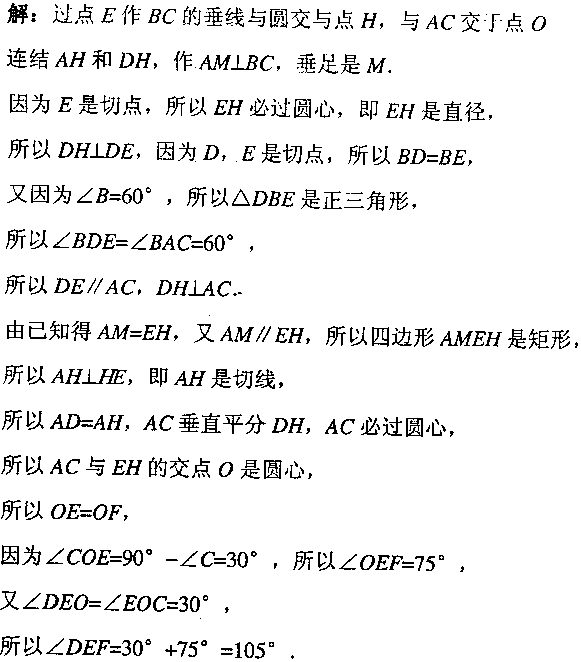 解：过点 E 作 BC 的垂线与圆交与点 H，与 AC 交于点 O
连结 AH 和 DH，作 AM⊥BC，垂足是 M．
因为 E 是切点，所以 EH 必过圆心，即 EH 是直径，
所以 DH⊥DE，因为 D，E 是切点，所以 BD=BE，
又因为∠B=60°，所以△DBE 是正三角形，
所以∠BDE=∠BAC=60°，
所以 DE∥AC，DH⊥AC．
由已知得 AM=EH，又 AM∥EH，所以四边形 AMEH 是矩形，
所以 AH⊥HE，即 AH 是切线，
所以 AD=AH，AC 垂直平分 DH，AC 必过圆心，
所以 AC 与 EH 的交点 O 是圆心，
所以 OE=OF，
因为∠COE=90°−∠C=30°，所以∠OEF=75°，
又∠DEO=∠EOC=30°，
所以∠DEF=30°+75°=105°．